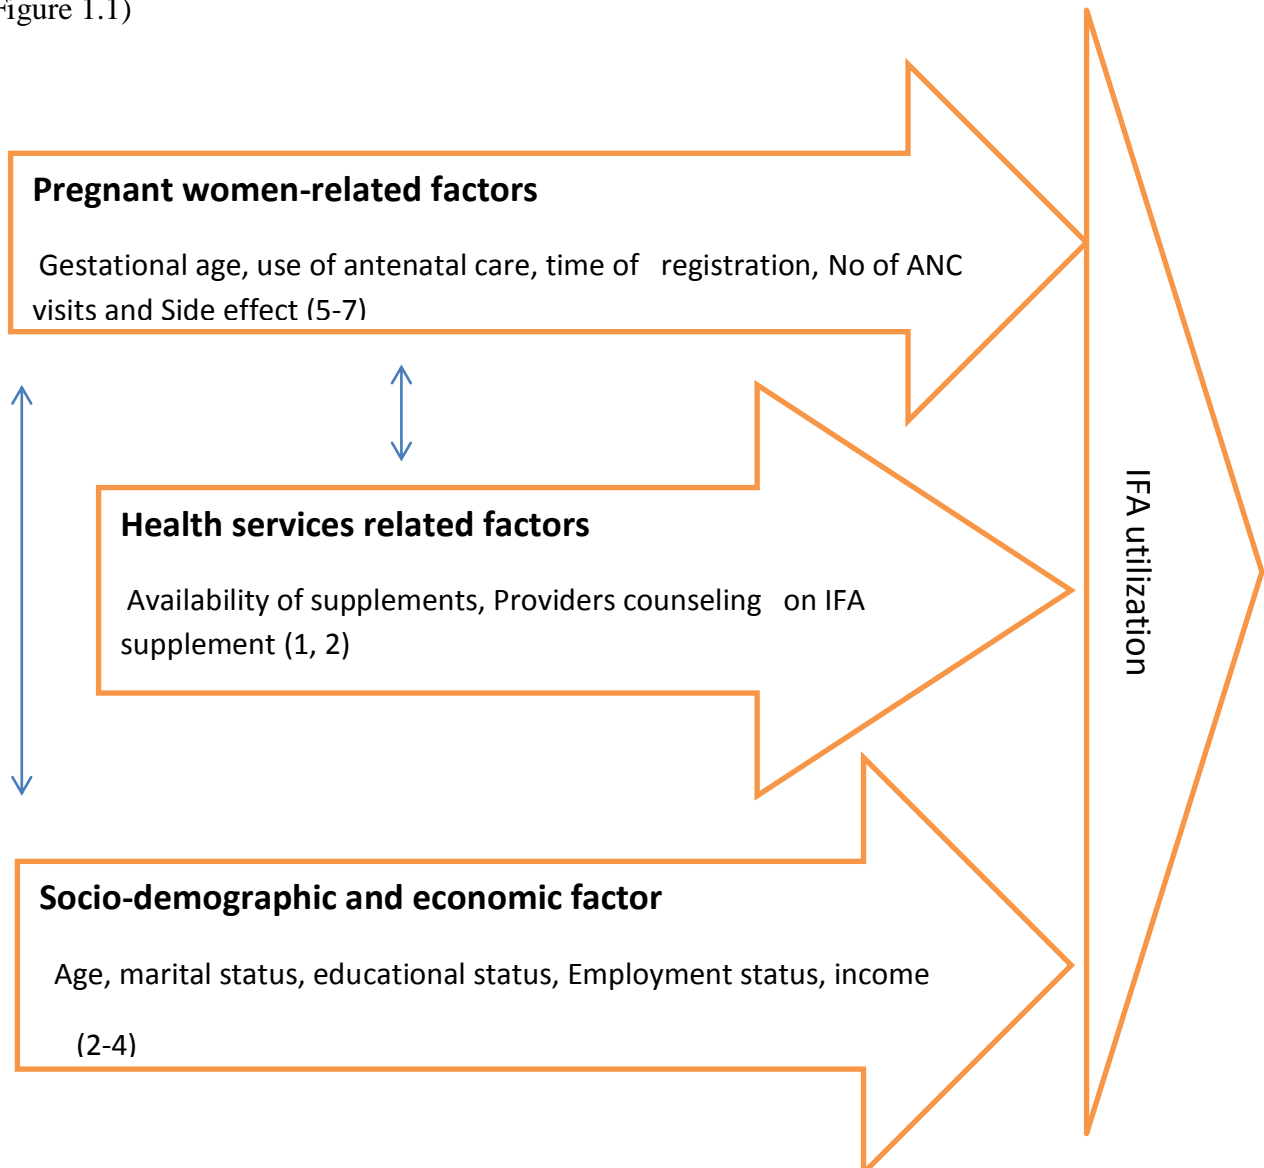 Figure 1.1)
Pregnant women-related factors
Gestational age, use of antenatal care, time of registration, No of ANC
visits and Side effect (5-7)
Health services related factors
Availability of supplements, Providers counseling on IFA
supplement (1, 2)
IFA utilization
Socio-demographic and economic factor
Age, marital status, educational status, Employment status, income
(2-4)